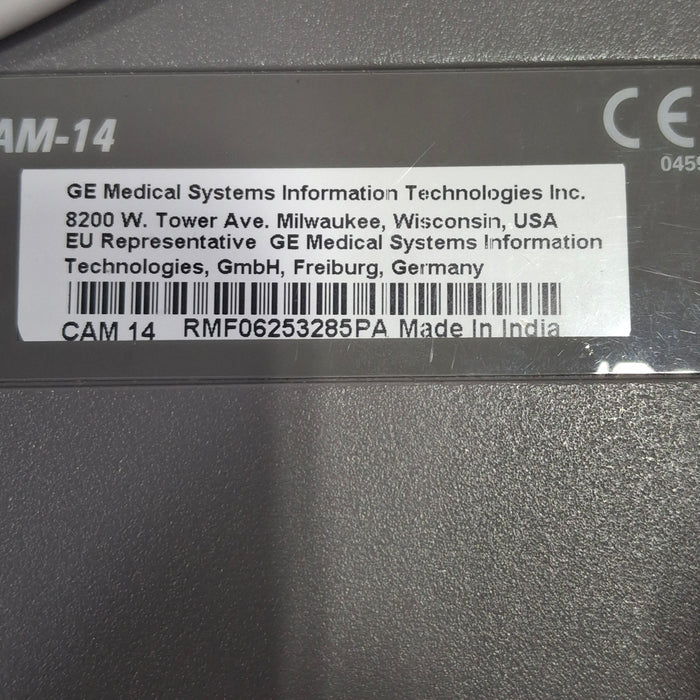 AM-14
CE
0459
GE Medical Systems Information Technologies Inc.
8200 W. Tower Ave. Milwaukee, Wisconsin, USA
EU Representative GE Medical Systems Information
Technologies, GmbH, Freiburg, Germany
CAM 14 RMF06253285PA Made In India